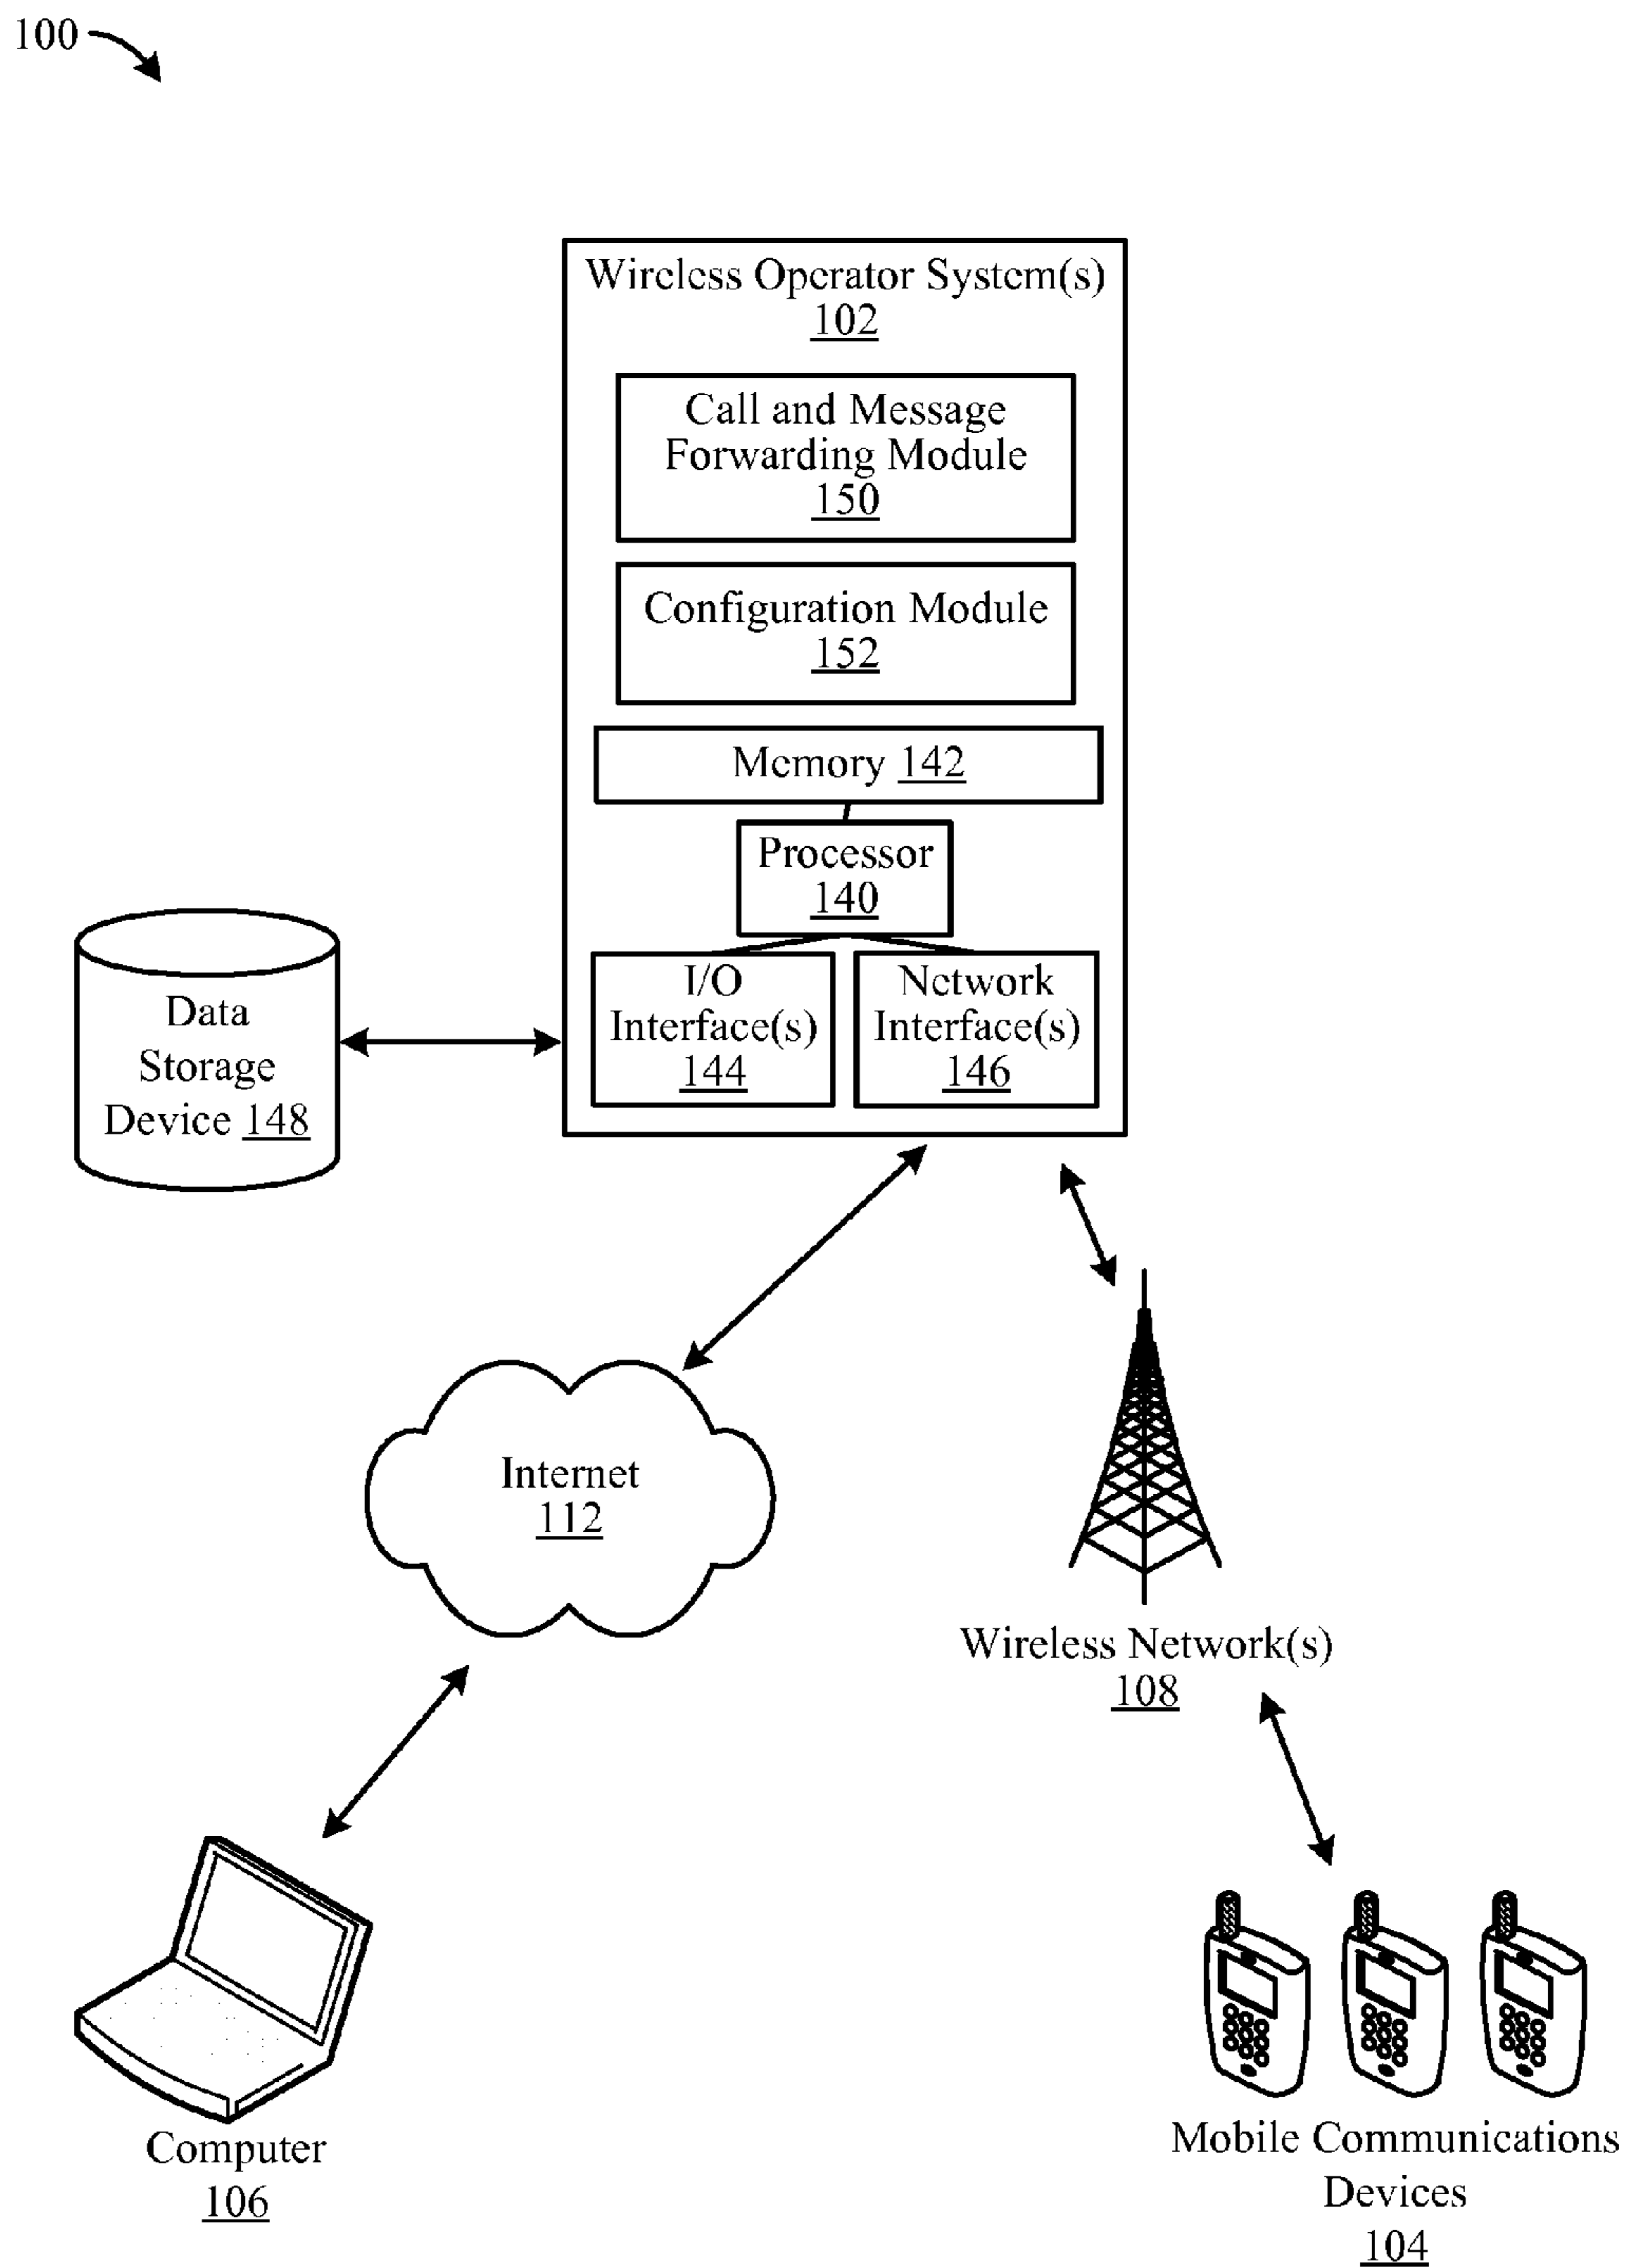 100
Wireless Operator System(s)
102
Call and Message
Forwarding Module
150
Configuration Module
152
Memory 142
Processor
140
I/O
Interface(s)
144
Network
Interface(s)
146
Data
Storage
Device 148
Internet
112
Wireless Network(s)
108
Computer
106
Mobile Communications
Devices
104